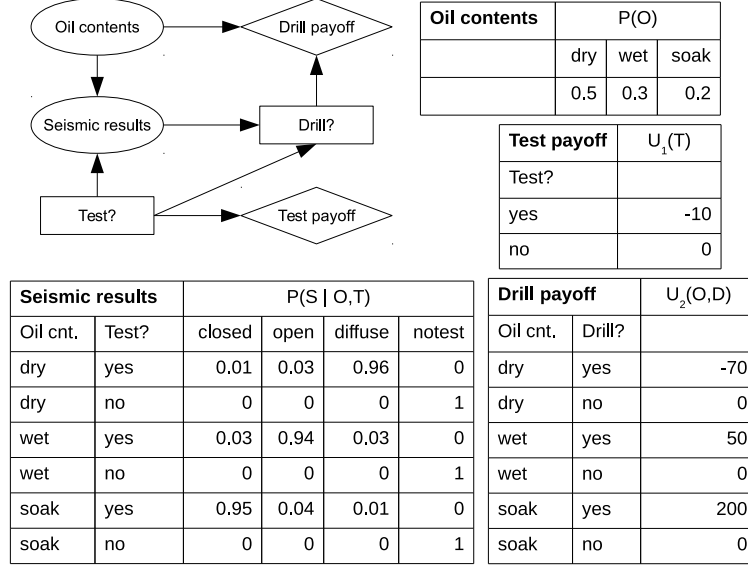 Oil contents Drill payoff
Seismic results Drill?
Test? Test payoff
Oil contents P(O)
dry wet soak
0.5 0.3 0.2
Test payoff U₁(T)
Test?
yes -10
no 0
Seismic results P(S | O,T)
Oil cnt. Test? closed open diffuse notest
dry yes 0.01 0.03 0.96 0
dry no 0 0 0 1
wet yes 0.03 0.94 0.03 0
wet no 0 0 0 1
soak yes 0.95 0.04 0.01 0
soak no 0 0 0 1
Drill payoff U₂(O,D)
Oil cnt. Drill?
dry yes -70
dry no 0
wet yes 50
wet no 0
soak yes 200
soak no 0